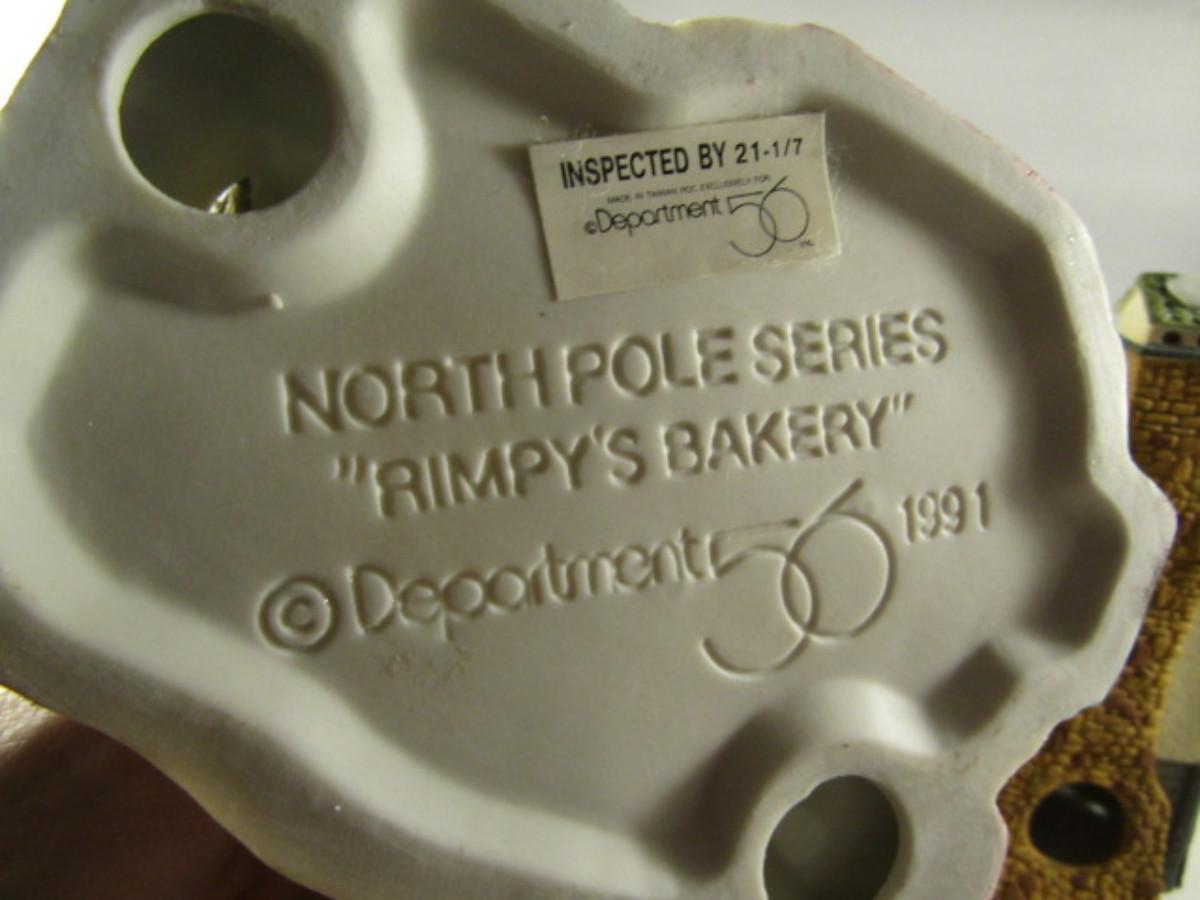 INSPECTED BY 21-1/7
MADE IN TAIWAN ROC EXCLUSIVELY FOR
©Department 56
INC.
NORTH POLE SERIES
"RIMPY'S BAKERY"
© Department 56 1991